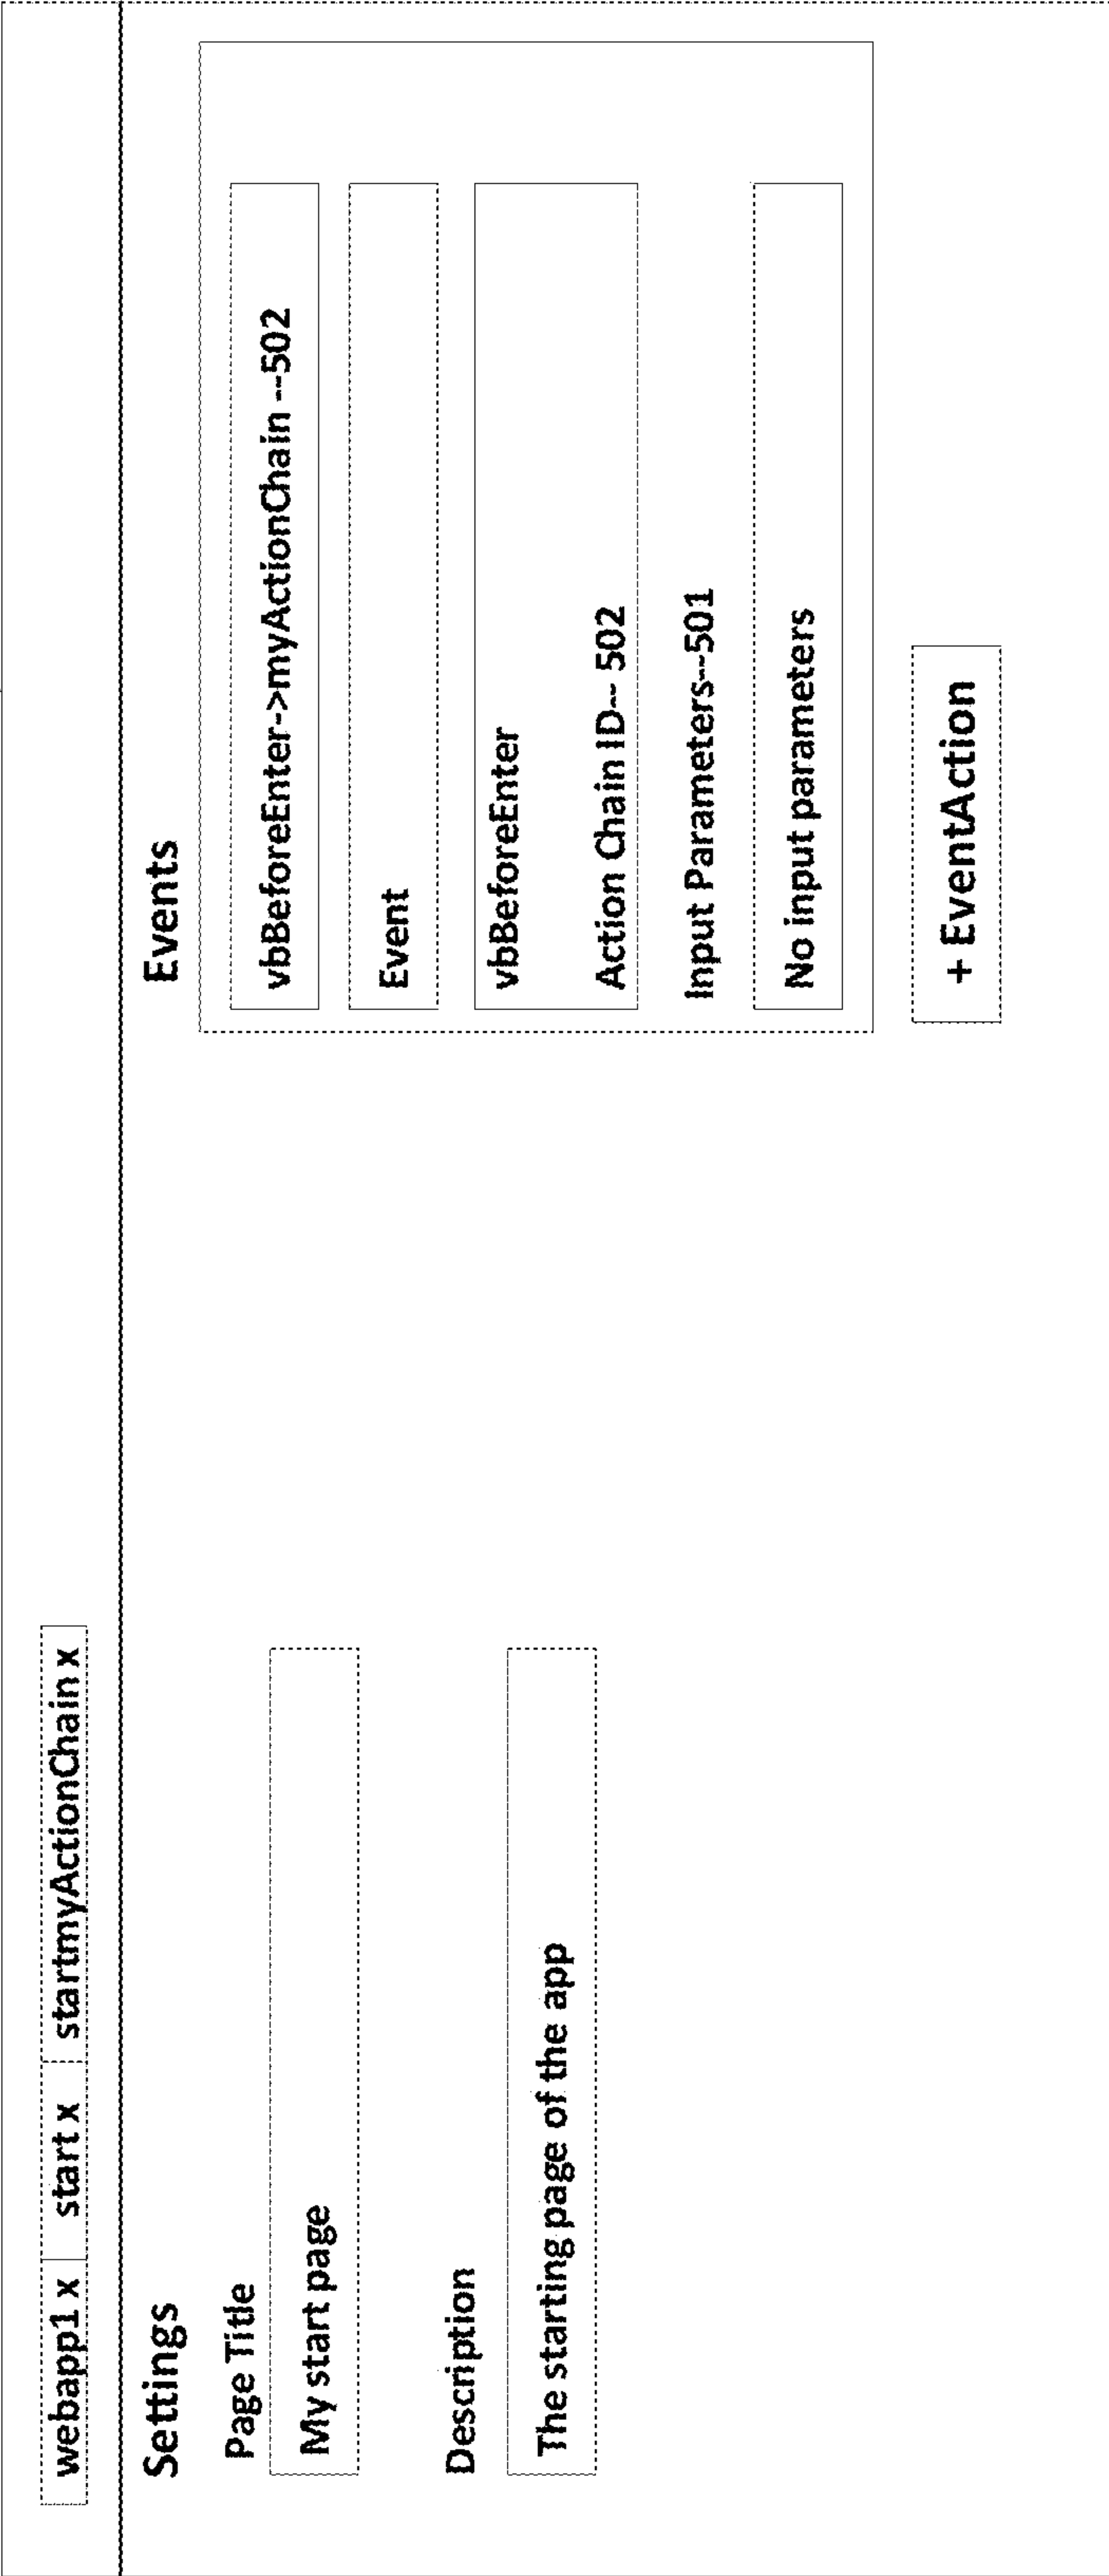 webapp1 x start x startmyActionChain x
Settings
Page Title
My start page
Description
The starting page of the app
Events
vbBeforeEnter->myActionChain --502
Event
vbBeforeEnter
Action Chain ID-- 502
Input Parameters--501
No input parameters
+ EventAction